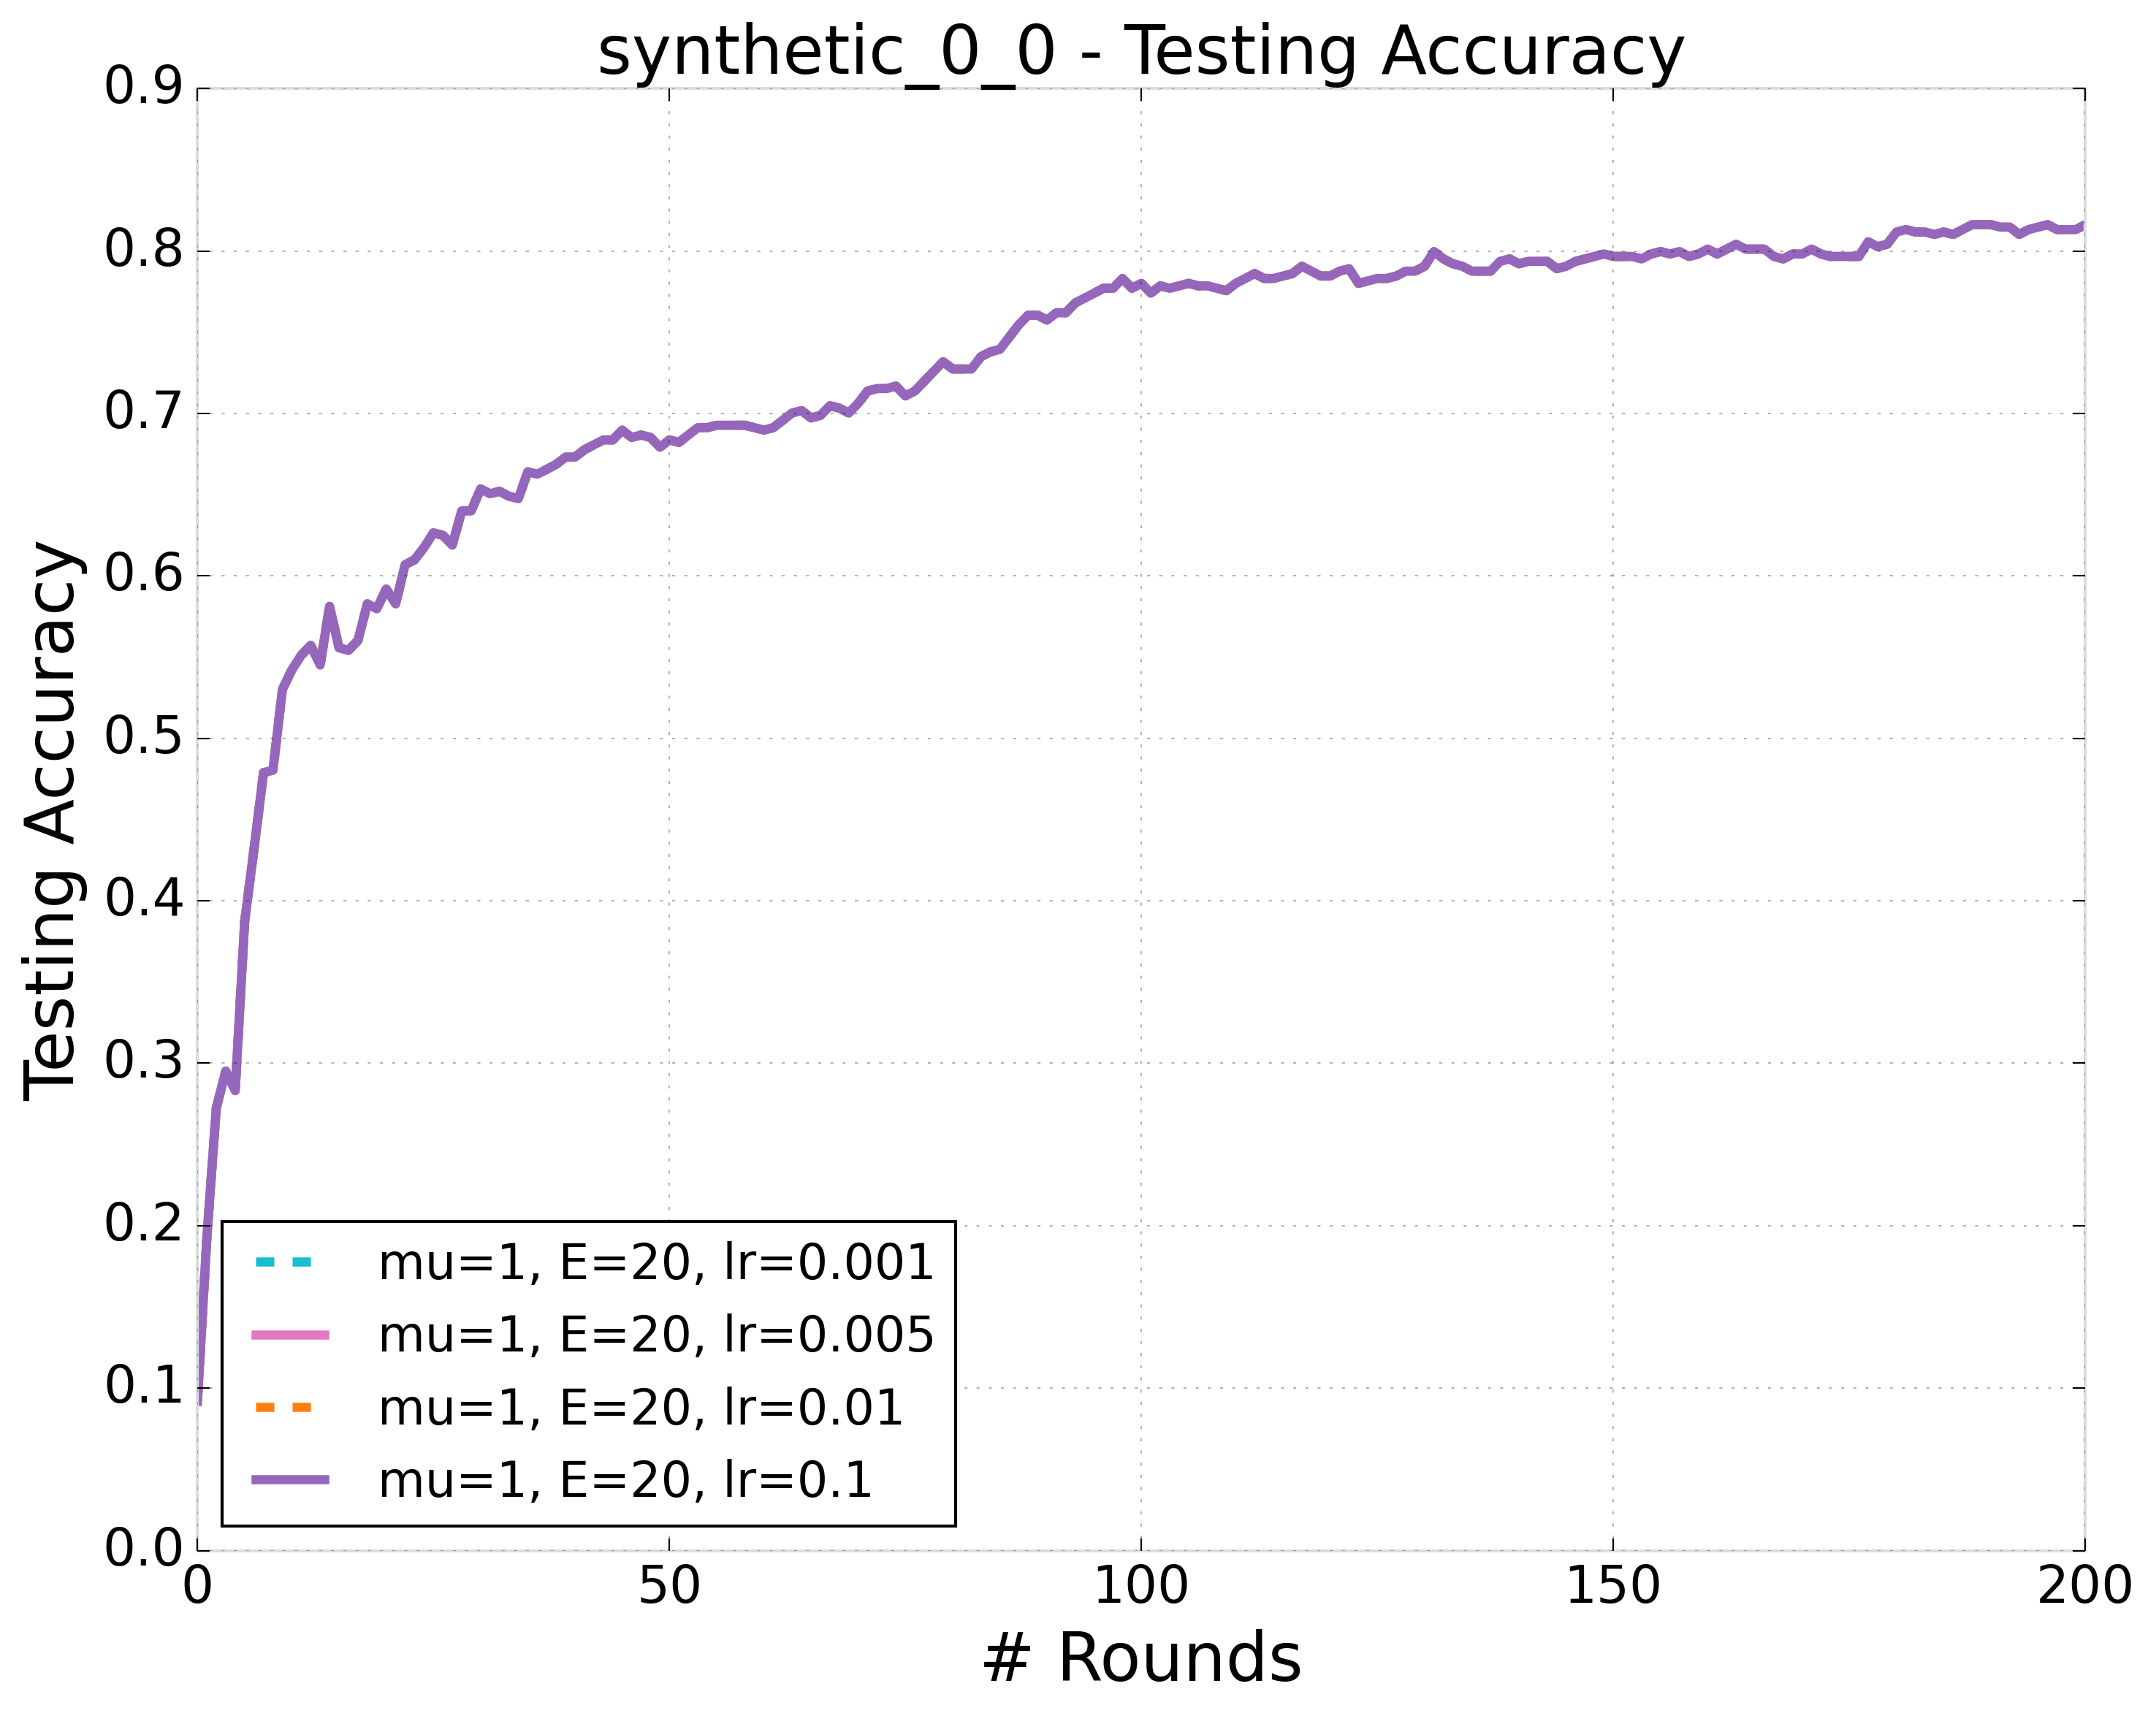 synthetic_0_0 - Testing Accuracy
0.9
0.8
0.7
0.6
0.5
0.4
0.3
0.2
0.1
0.0
Testing Accuracy
mu=1, E=20, lr=0.001
mu=1, E=20, lr=0.005
mu=1, E=20, lr=0.01
mu=1, E=20, lr=0.1
0 50 100 150 200
# Rounds